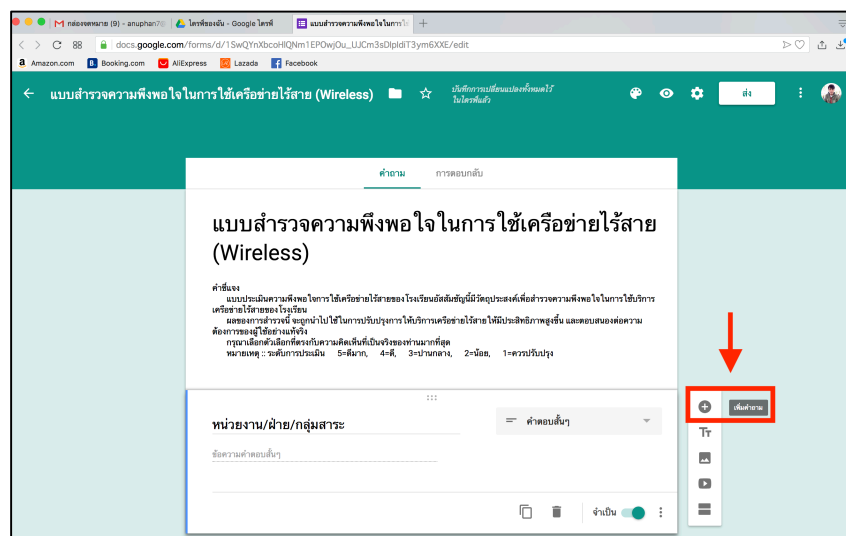 กล่องจดหมาย (9) - anuphan7@
ไดรฟ์ของฉัน - Google ไดรฟ์
แบบสำรวจความพึงพอใจในการใ
docs.google.com/forms/d/1SwQYnXbcoHlQNm1EPOwjOu_UJCm3sDlpldiT3ym6XXE/edit
Amazon.com
Booking.com
AliExpress
Lazada
Facebook
แบบสำรวจความพึงพอใจในการใช้เครือข่ายไร้สาย (Wireless)
บันทึกการเปลี่ยนแปลงทั้งหมดไว้
ในไดรฟ์แล้ว
ส่ง
คำถาม
การตอบกลับ
แบบสำรวจความพึงพอใจในการใช้เครือข่ายไร้สาย
(Wireless)
คำชี้แจง
แบบประเมินความพึงพอใจการใช้เครือข่ายไร้สายของโรงเรียนอัสสัมชัญนี้มีวัตถุประสงค์เพื่อสำรวจความพึงพอใจในการใช้บริการ
เครือข่ายไร้สายของโรงเรียน
ผลของการสำรวจนี้ จะถูกนำไปใช้ในการปรับปรุงการให้บริการเครือข่ายไร้สาย ให้มีประสิทธิภาพสูงขึ้น และตอบสนองต่อความ
ต้องการของผู้ใช้อย่างแท้จริง
กรุณาเลือกตัวเลือกที่ตรงกับความคิดเห็นที่เป็นจริงของท่านมากที่สุด
หมายเหตุ :: ระดับการประเมิน 5=ดีมาก, 4=ดี, 3=ปานกลาง, 2=น้อย, 1=ควรปรับปรุง
หน่วยงาน/ฝ่าย/กลุ่มสาระ
คำตอบสั้นๆ
ข้อความคำตอบสั้นๆ
จำเป็น
เพิ่มคำถาม